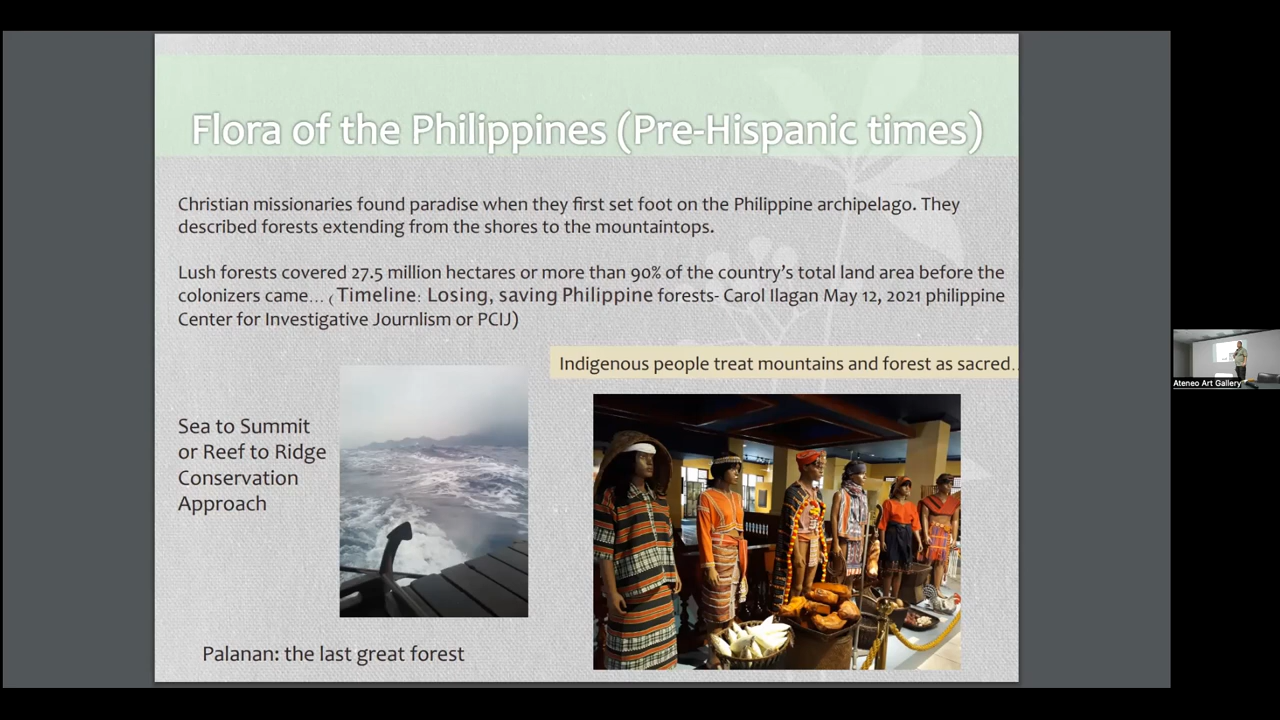 Flora of the Philippines (Pre-Hispanic times)
Christian missionaries found paradise when they first set foot on the Philippine archipelago. They
described forests extending from the shores to the mountaintops.
Lush forests covered 27.5 million hectares or more than 90% of the country's total land area before the
colonizers came... ( Timeline: Losing, saving Philippine forests- Carol Ilagan May 12, 2021 philippine
Center for Investigative Journlism or PCIJ)
Indigenous people treat mountains and forest as sacred..
Sea to Summit
or Reef to Ridge
Conservation
Approach
Palanan: the last great forest
Ateneo Art Gallery